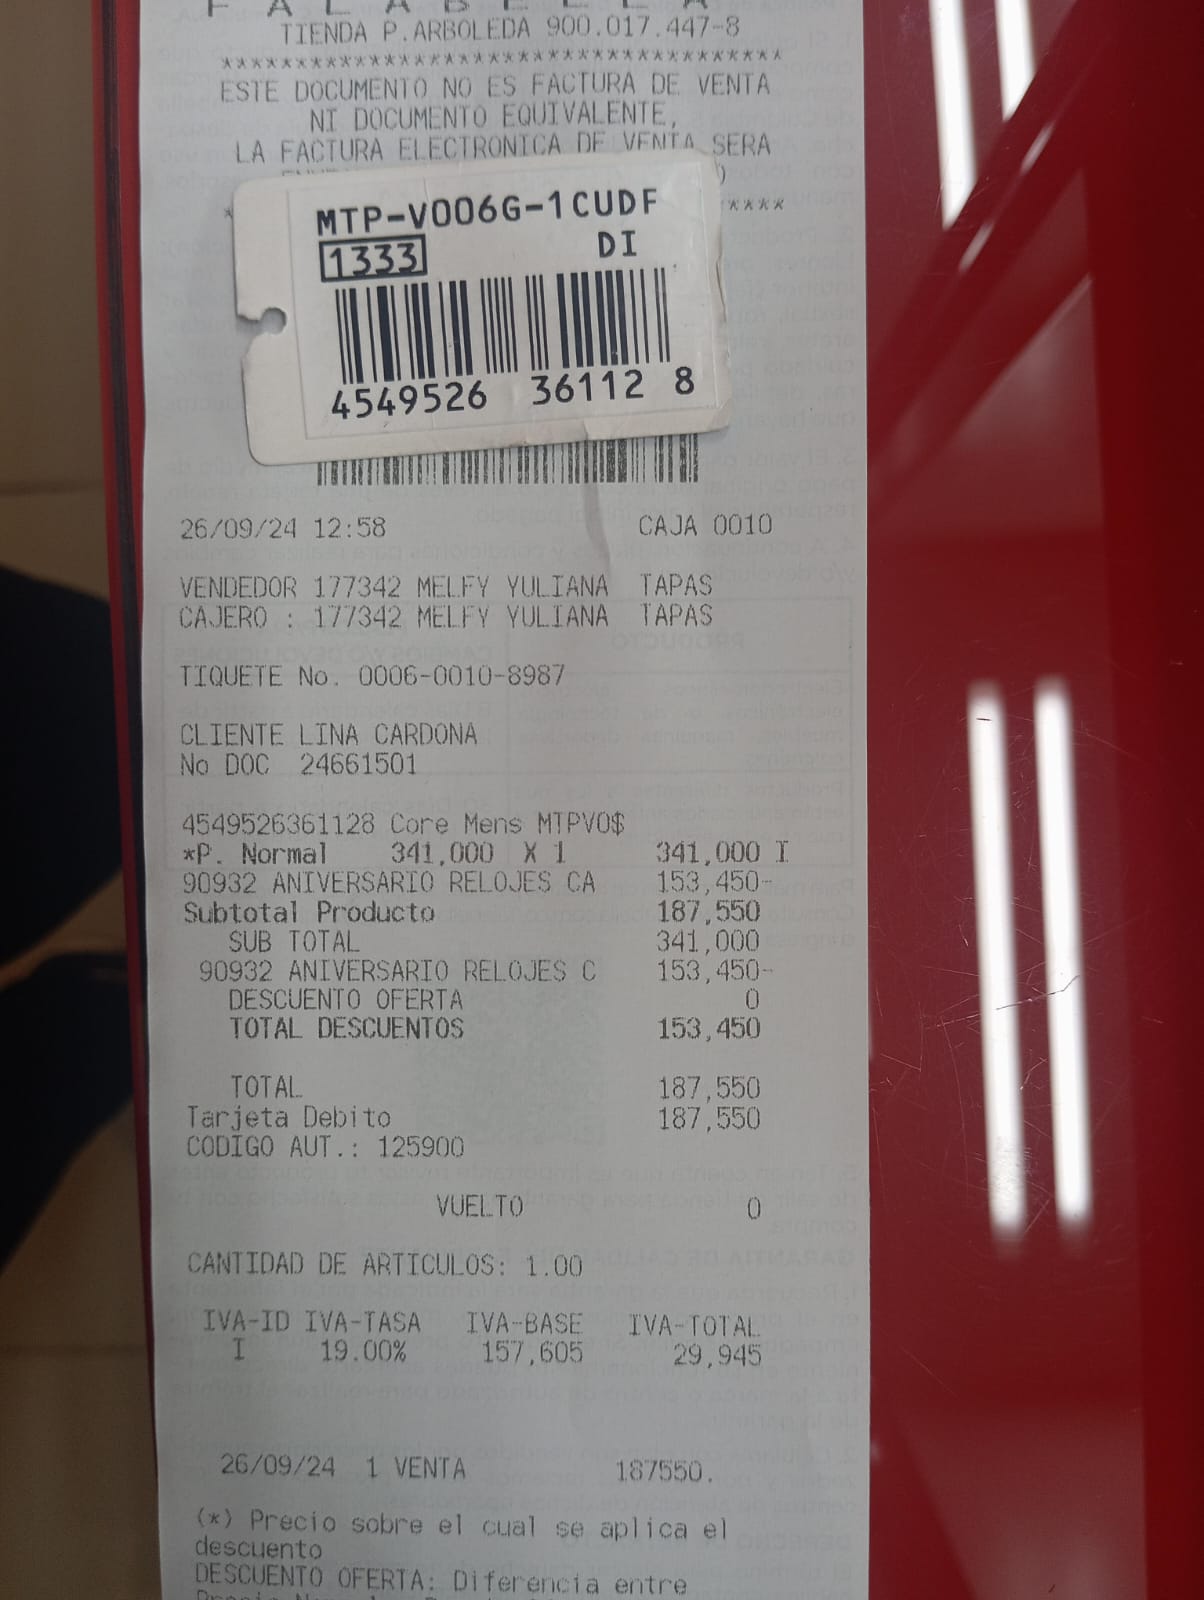 FALABELLA
TIENDA P.ARBOLEDA 900.017.447-8
**************************************
ESTE DOCUMENTO NO ES FACTURA DE VENTA
NI DOCUMENTO EQUIVALENTE,
LA FACTURA ELECTRONICA DE VENTA SERA
MTP-V006G-1CUDF
1333 DI
4549526 36112 8
26/09/24 12:58 CAJA 0010
VENDEDOR 177342 MELFY YULIANA TAPAS
CAJERO : 177342 MELFY YULIANA TAPAS
TIQUETE No. 0006-0010-8987
CLIENTE LINA CARDONA
No DOC 24661501
4549526361128 Core Mens MTPV0$
*P. Normal 341,000 X 1 341,000 I
90932 ANIVERSARIO RELOJES CA 153,450-
Subtotal Producto 187,550
SUB TOTAL 341,000
90932 ANIVERSARIO RELOJES C 153,450-
DESCUENTO OFERTA 0
TOTAL DESCUENTOS 153,450
TOTAL 187,550
Tarjeta Debito 187,550
CODIGO AUT.: 125900
VUELTO 0
CANTIDAD DE ARTICULOS: 1.00
IVA-ID IVA-TASA IVA-BASE IVA-TOTAL
I 19.00% 157,605 29,945
26/09/24 1 VENTA 187550.
(*) Precio sobre el cual se aplica el
descuento
DESCUENTO OFERTA: Diferencia entre